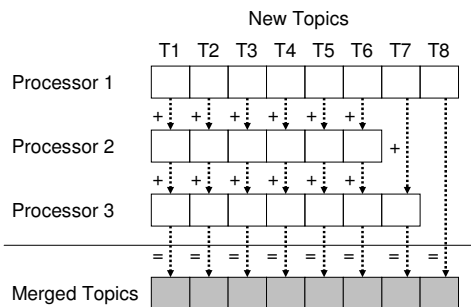 New Topics
T1 T2 T3 T4 T5 T6 T7 T8
Processor 1
+ + + + + +
Processor 2 +
+ + + + + +
Processor 3
= = = = = = = =
Merged Topics